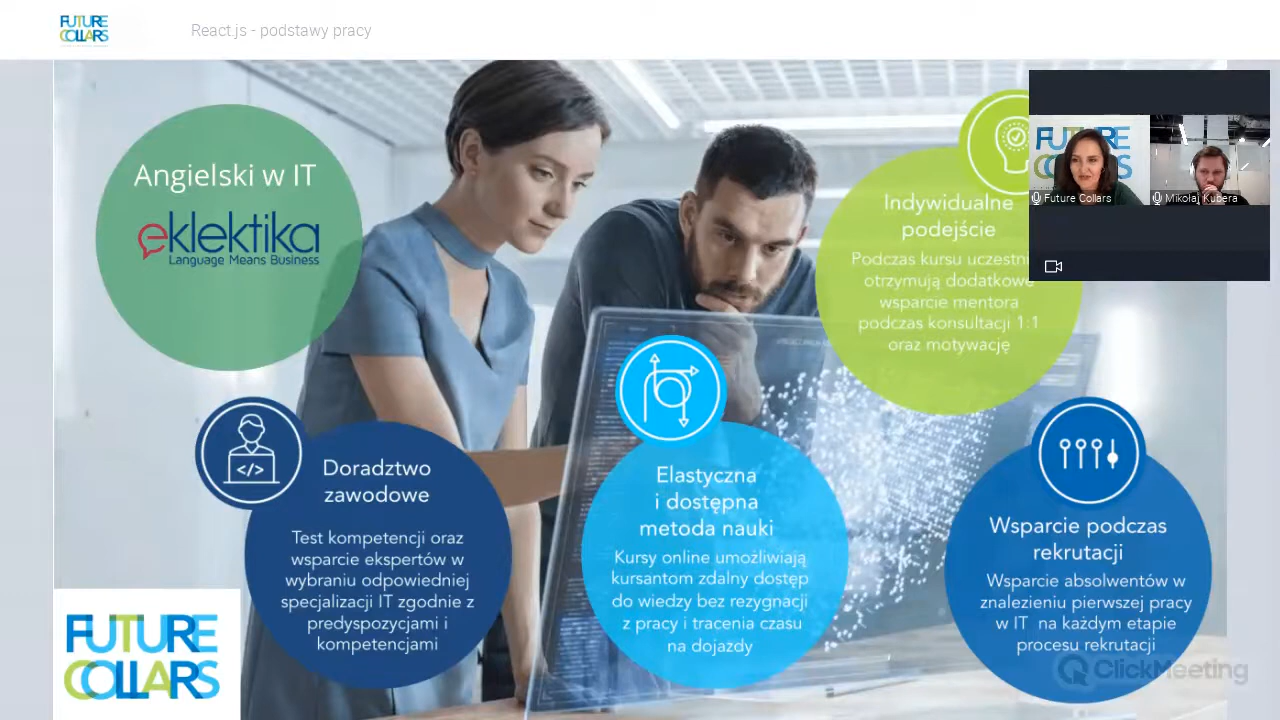 FUTURE
COLLARS
React.js - podstawy pracy
Angielski w IT
eklektika
Language Means Business
Indywidualne
podejście
Podczas kursu
otrzymują dodatkowe
wsparcie mentora
podczas konsultacji 1:1
oraz motywację
FUTURE
Future Collars
Mikołaj Kubera
</>
Doradztwo
zawodowe
Test kompetencji oraz
wsparcie ekspertów w
wybraniu odpowiedniej
specjalizacji IT zgodnie z
predyspozycjami i
kompetencjami
Elastyczna
i dostępna
metoda nauki
Kursy online umożliwiają
kursantom zdalny dostęp
do wiedzy bez rezygnacji
z pracy i tracenia czasu
na dojazdy
Wsparcie podczas
rekrutacji
Wsparcie absolwentów w
znalezieniu pierwszej pracy
w IT na każdym etapie
procesu rekrutacji
FUTURE
COLLARS
ClickMeeting